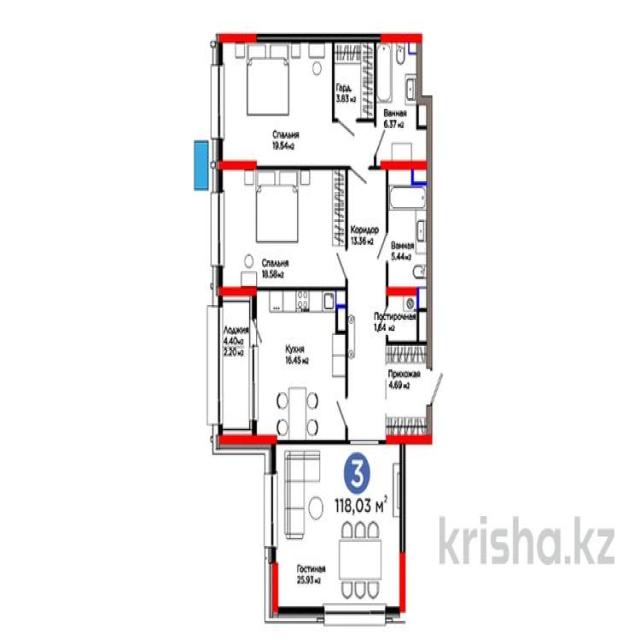 Гард.
3.83 м²
Ванная
6.37 м²
Спальня
19.54 м²
Коридор
13.36 м²
Ванная
5.44 м²
Спальня
18.58 м²
Постирочная
1.64 м²
Лоджия
4.40 м²
2.20 м²
Кухня
16.45 м²
Прихожая
4.69 м²
3
118,03 м²
Гостиная
25.93 м²
krisha.kz